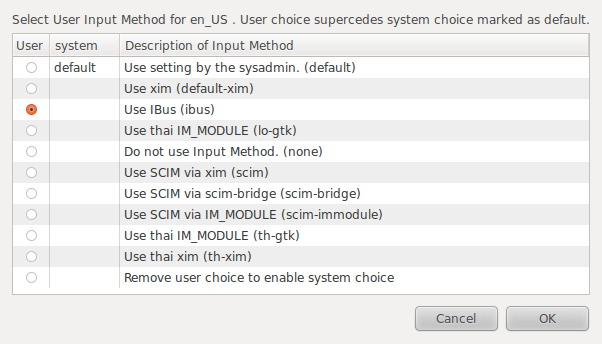 Select User Input Method for en_US . User choice supercedes system choice marked as default.
User system Description of Input Method
default Use setting by the sysadmin. (default)
Use xim (default-xim)
Use IBus (ibus)
Use thai IM_MODULE (lo-gtk)
Do not use Input Method. (none)
Use SCIM via xim (scim)
Use SCIM via scim-bridge (scim-bridge)
Use SCIM via IM_MODULE (scim-immodule)
Use thai IM_MODULE (th-gtk)
Use thai xim (th-xim)
Remove user choice to enable system choice
Cancel OK